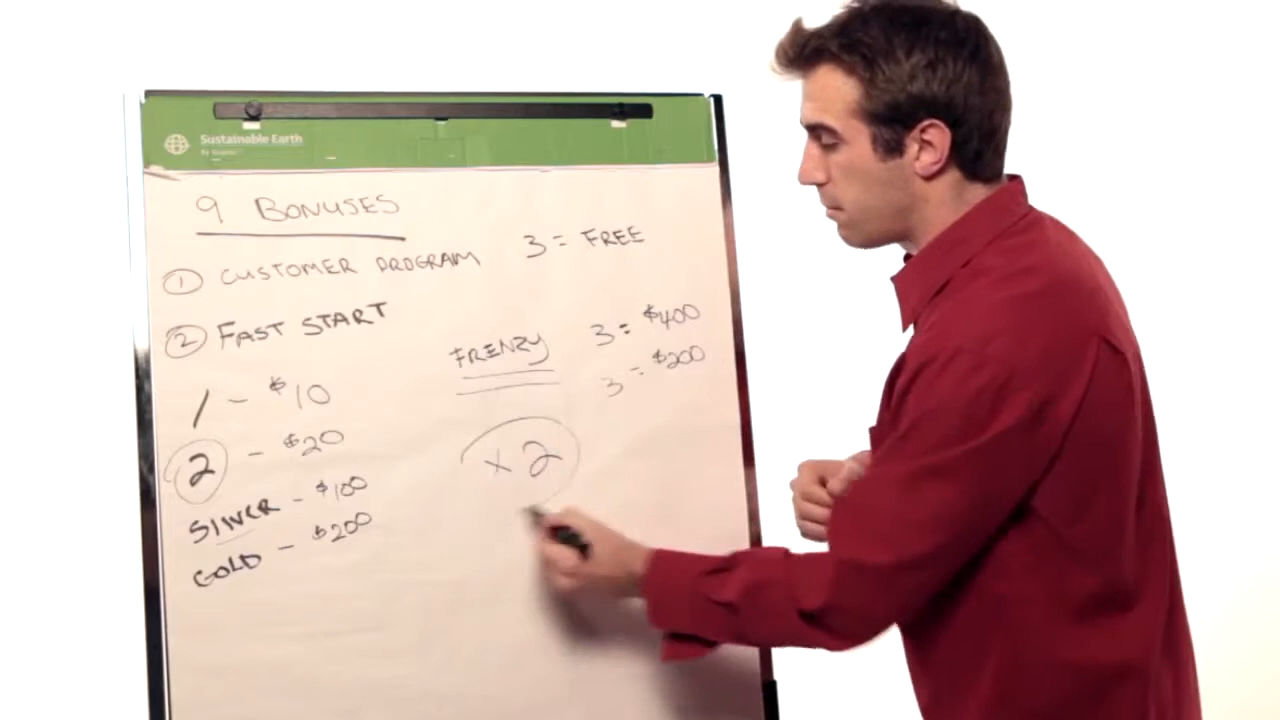 Sustainable Earth
9 BONUSES
① CUSTOMER PROGRAM 3 = FREE
② FAST START
FRENZY 3 = $400
3 = $200
1 - $10
2 - $20
x 2
SILVER - $100
GOLD - $200